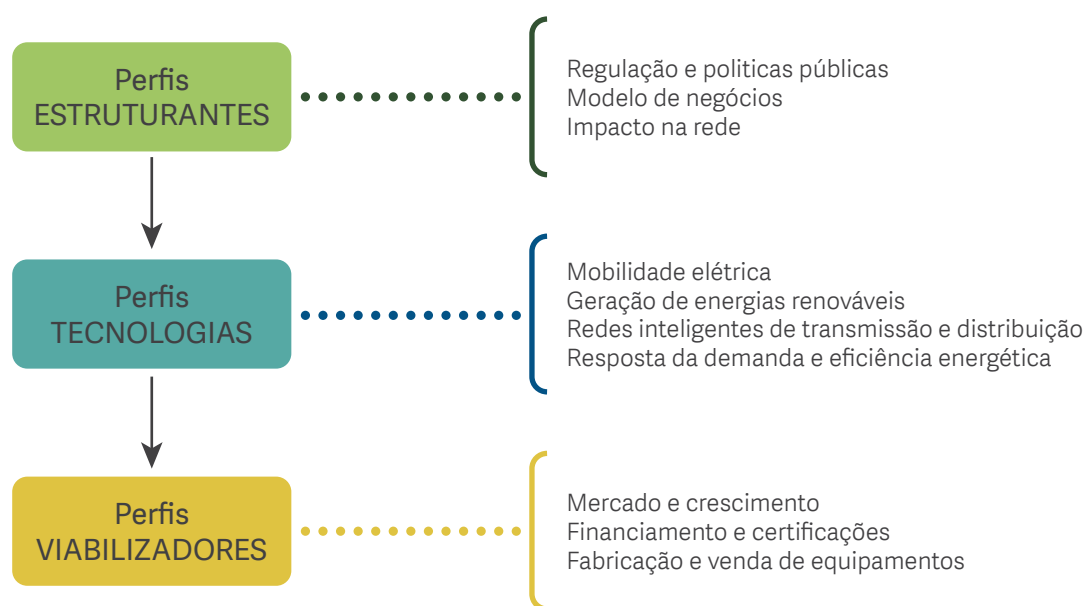 Perfis
ESTRUTURANTES
Regulação e politicas públicas
Modelo de negócios
Impacto na rede
Perfis
TECNOLOGIAS
Mobilidade elétrica
Geração de energias renováveis
Redes inteligentes de transmissão e distribuição
Resposta da demanda e eficiência energética
Perfis
VIABILIZADORES
Mercado e crescimento
Financiamento e certificações
Fabricação e venda de equipamentos